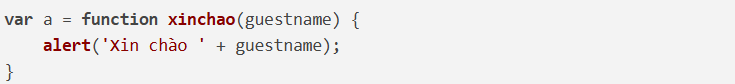 var a = function xinchao(guestname) {
    alert('Xin chào ' + guestname);
}